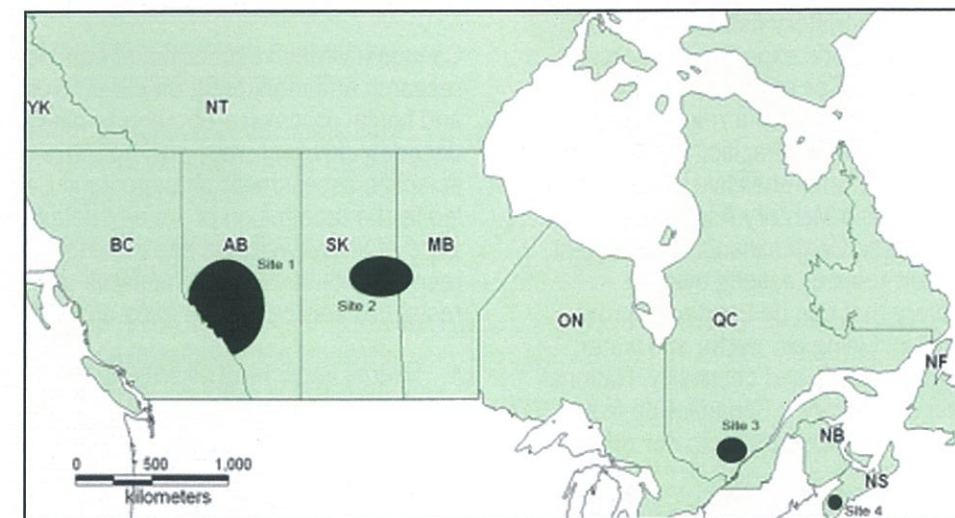 YK
NT
BC
AB
Site 1
SK
MB
Site 2
ON
QC
NF
Site 3
NB
NS
Site 4
0 500 1,000
kilometers